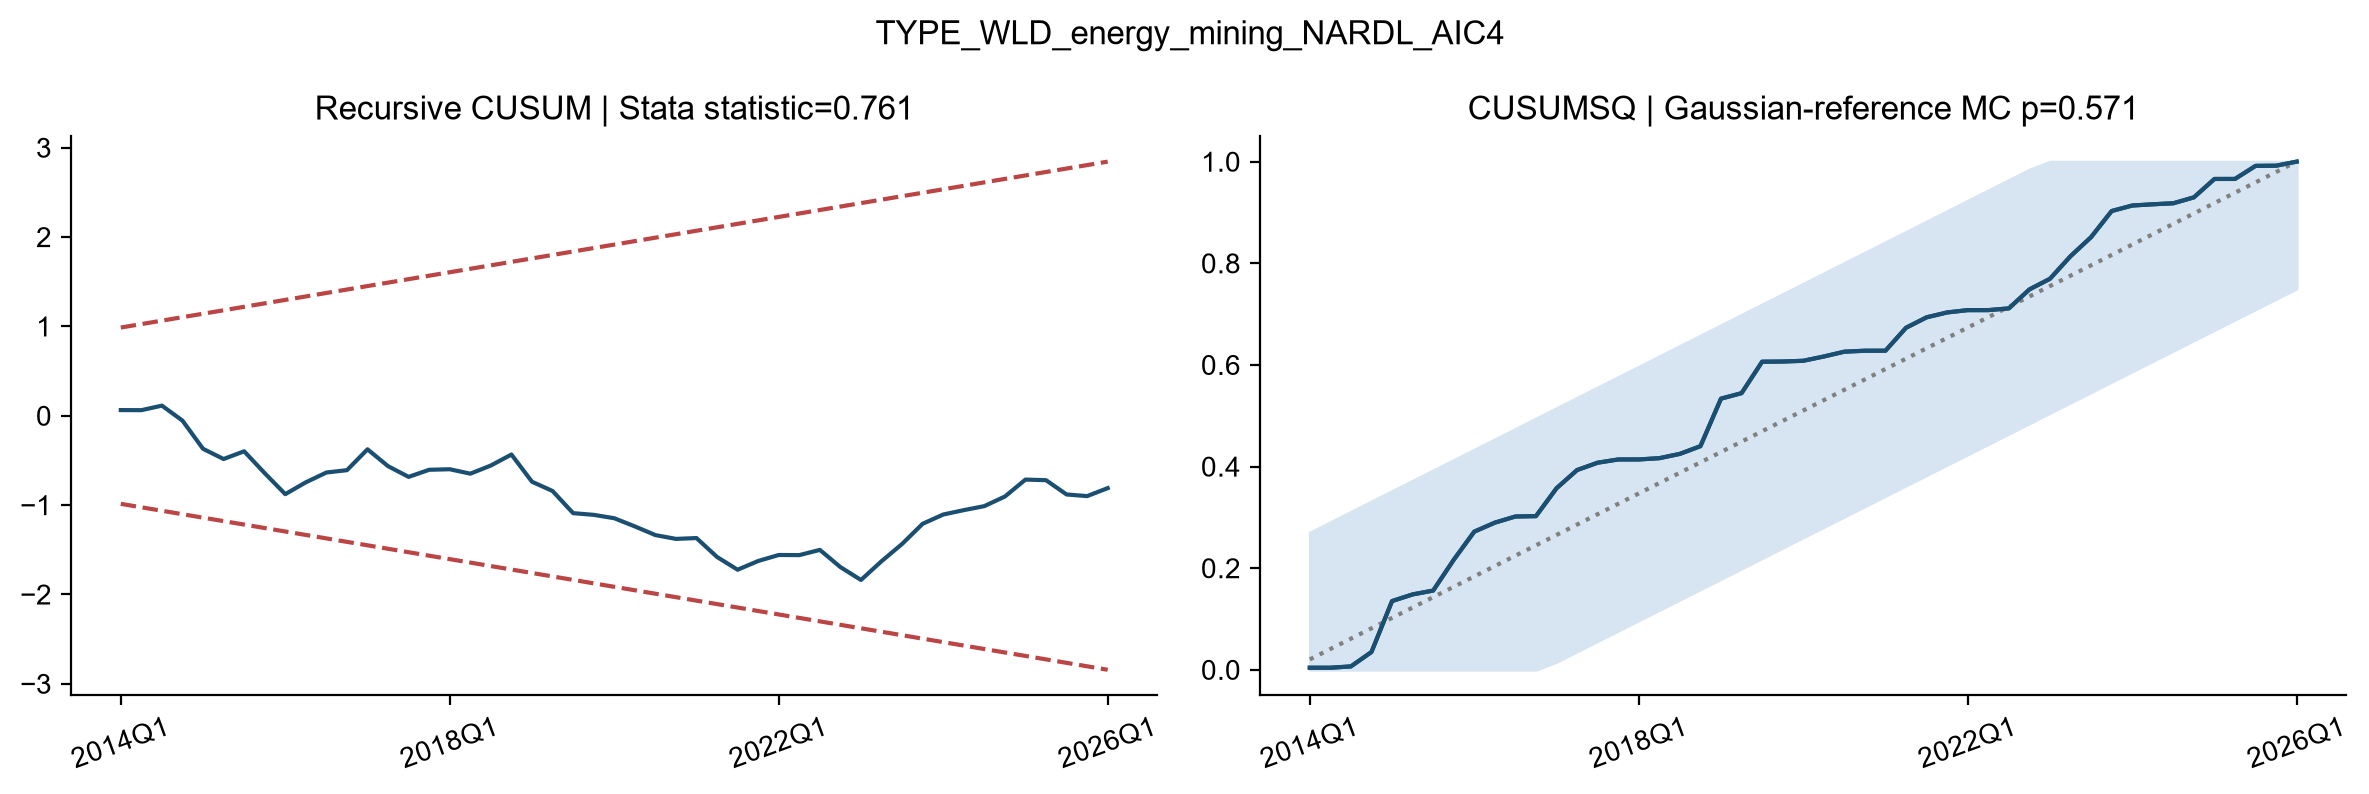 TYPE_WLD_energy_mining_NARDL_AIC4
Recursive CUSUM | Stata statistic=0.761
3
2
1
0
−1
−2
−3
2014Q1
2018Q1
2022Q1
2026Q1
CUSUMSQ | Gaussian-reference MC p=0.571
1.0
0.8
0.6
0.4
0.2
0.0
2014Q1
2018Q1
2022Q1
2026Q1